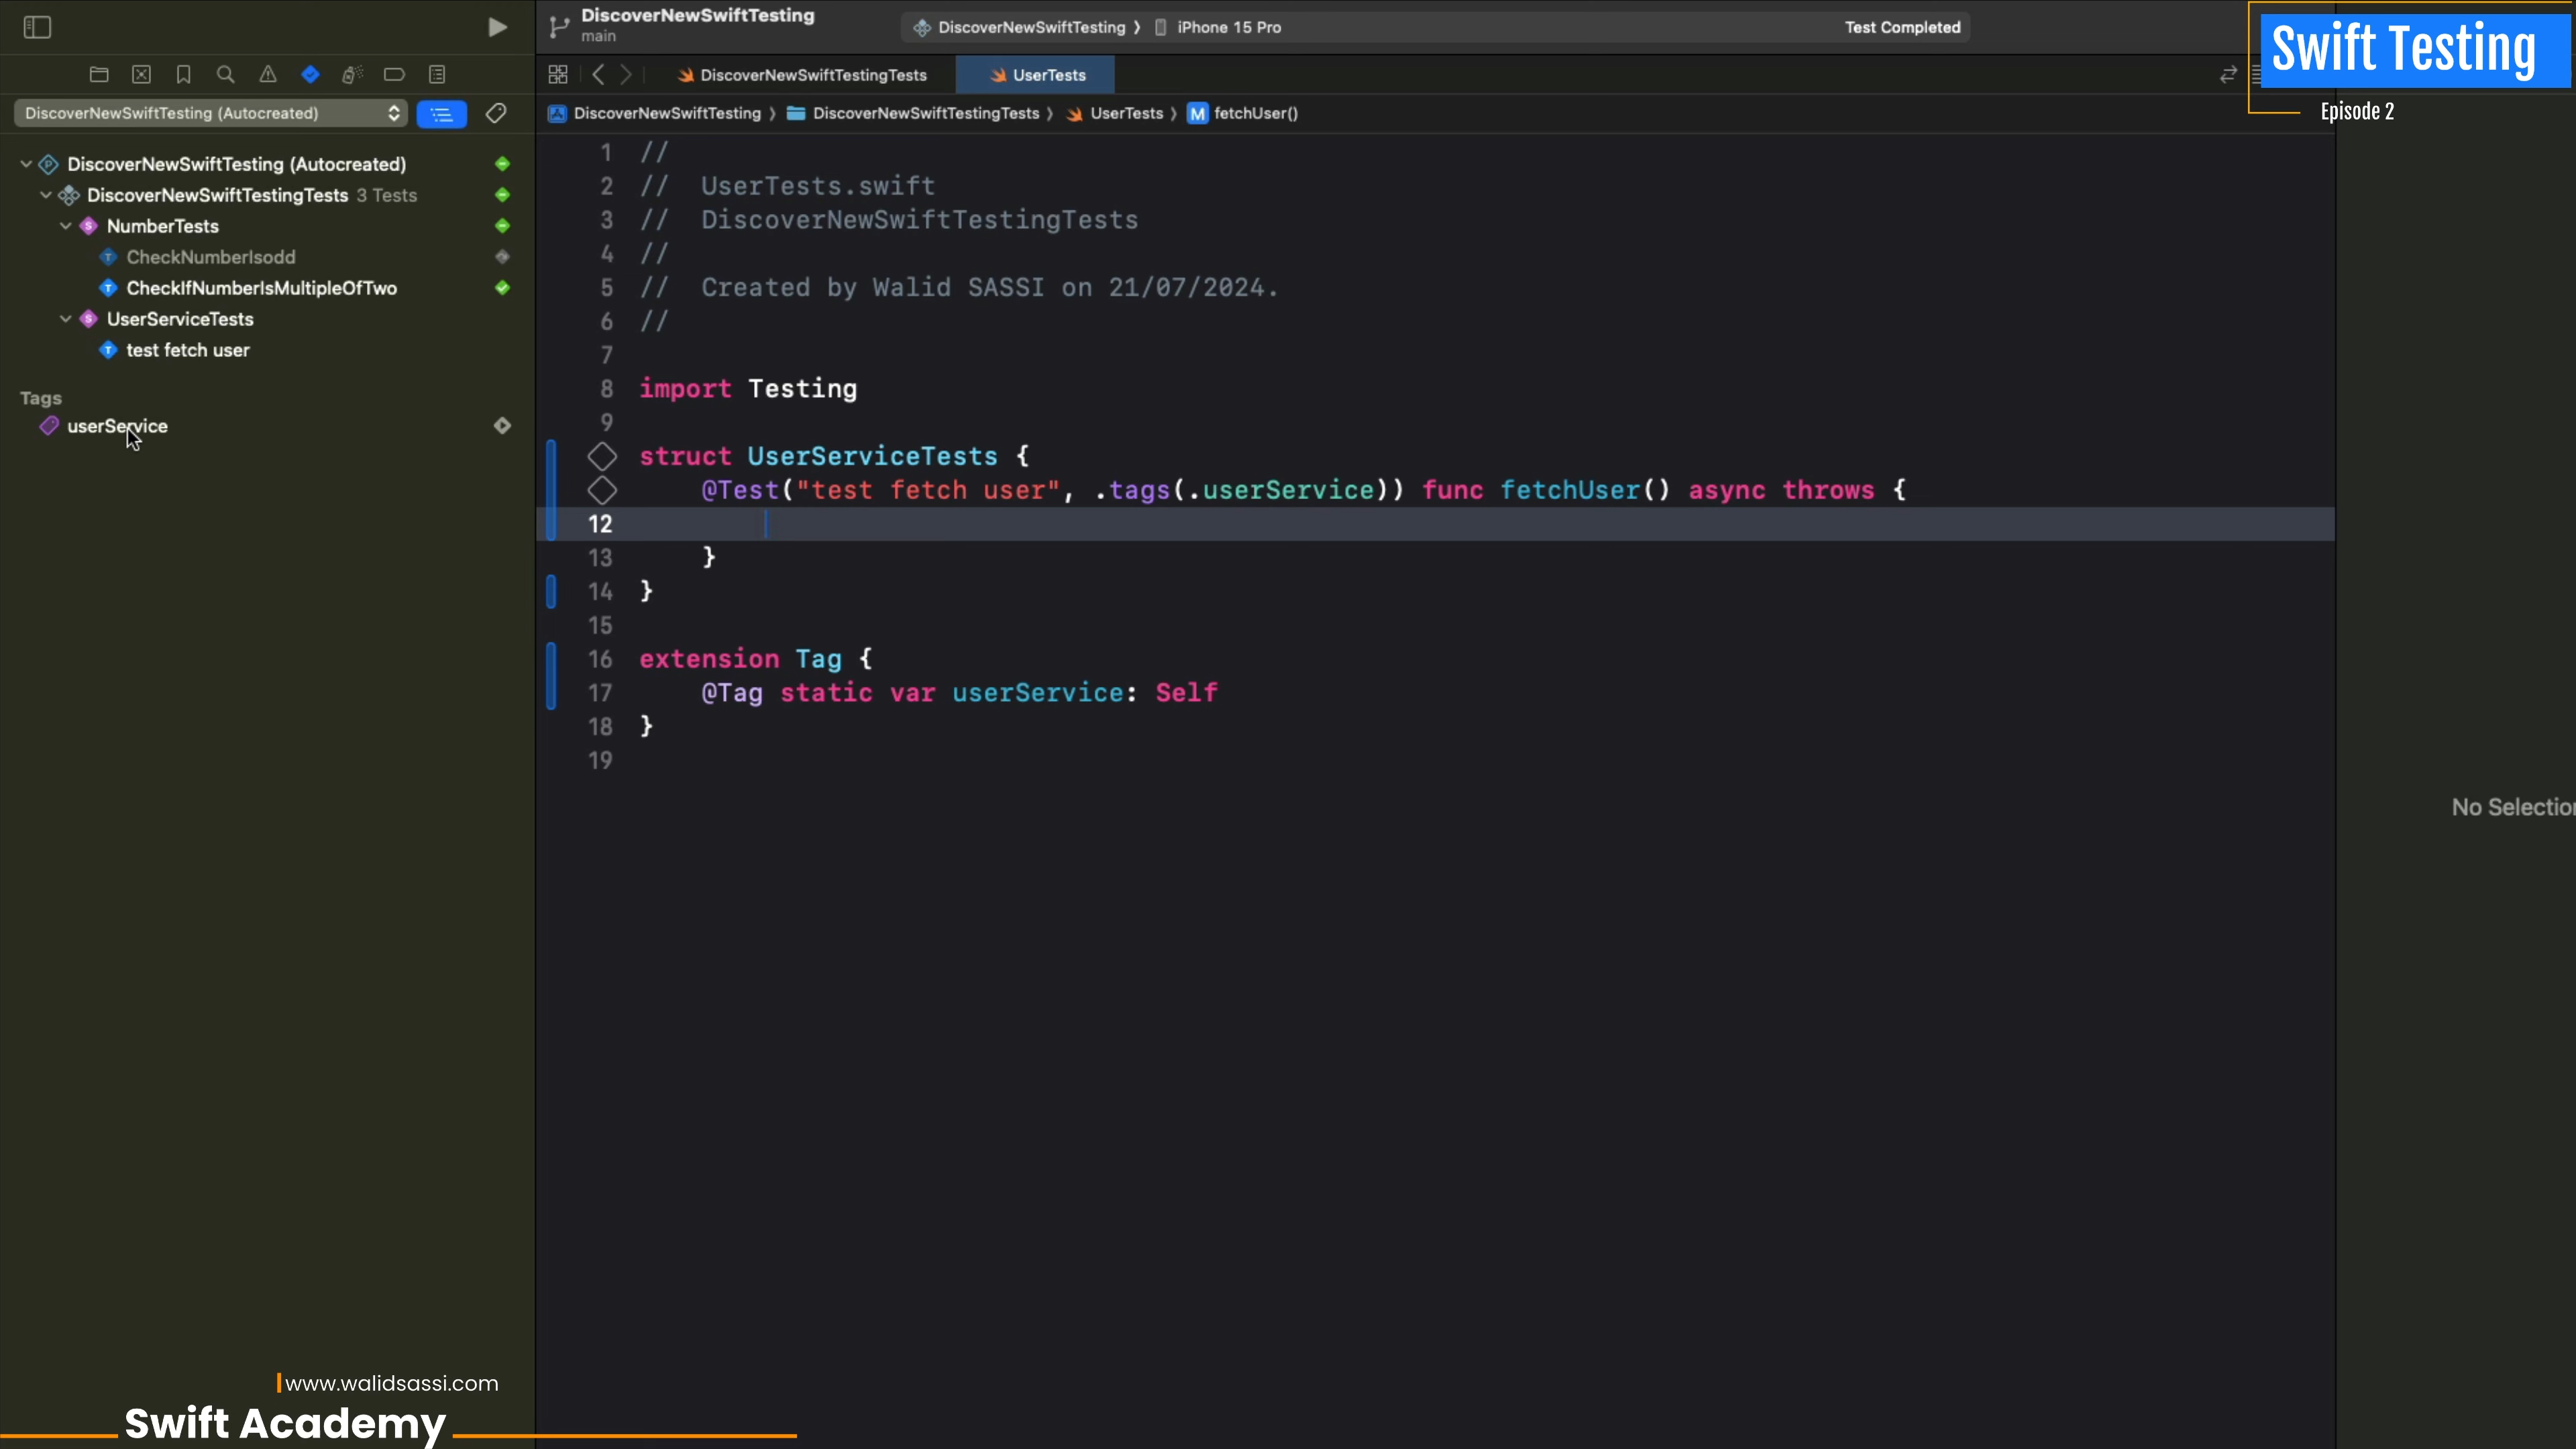 DiscoverNewSwiftTesting
main
DiscoverNewSwiftTesting 〉 iPhone 15 Pro
Test Completed
Swift Testing
Episode 2
DiscoverNewSwiftTestingTests
UserTests
DiscoverNewSwiftTesting (Autocreated)
DiscoverNewSwiftTesting 〉 DiscoverNewSwiftTestingTests 〉 UserTests 〉 M fetchUser()
DiscoverNewSwiftTesting (Autocreated)
DiscoverNewSwiftTestingTests 3 Tests
NumberTests
CheckNumberIsodd
CheckIfNumberIsMultipleOfTwo
UserServiceTests
test fetch user
Tags
userService
1 //
2 //  UserTests.swift
3 //  DiscoverNewSwiftTestingTests
4 //
5 //  Created by Walid SASSI on 21/07/2024.
6 //
7
8 import Testing
9
struct UserServiceTests {
@Test("test fetch user", .tags(.userService)) func fetchUser() async throws {
12
13 }
14 }
15
16 extension Tag {
17 @Tag static var userService: Self
18 }
19
No Selection
www.walidsassi.com
Swift Academy